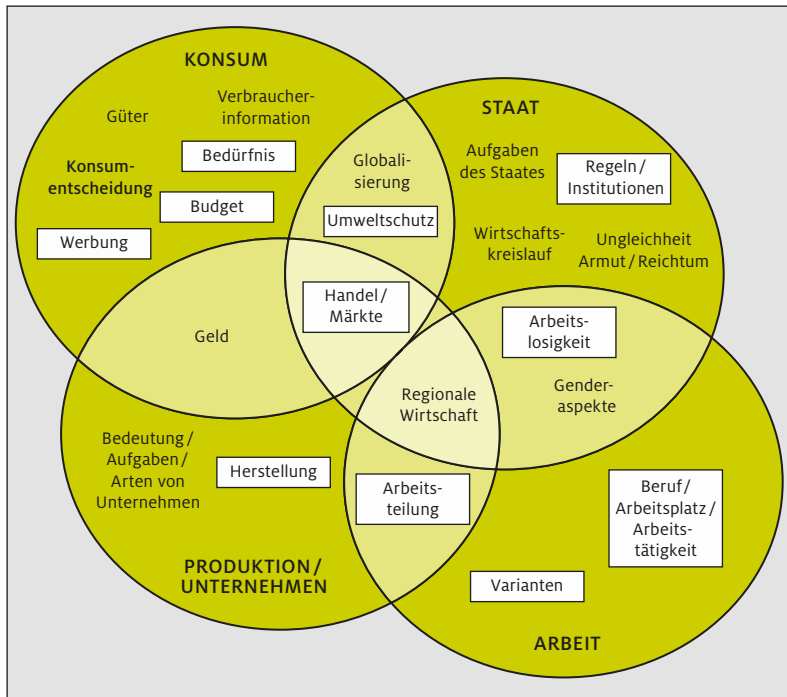 KONSUM
Güter
Verbraucher-
information
Bedürfnis
Konsum-
entscheidung
Budget
Werbung
Globali-
sierung
Umweltschutz
STAAT
Aufgaben
des Staates
Regeln /
Institutionen
Wirtschafts-
kreislauf
Ungleichheit
Armut / Reichtum
Handel /
Märkte
Geld
Arbeits-
losigkeit
Gender-
aspekte
Regionale
Wirtschaft
Bedeutung /
Aufgaben /
Arten von
Unternehmen
Herstellung
Arbeits-
teilung
PRODUKTION /
UNTERNEHMEN
Beruf /
Arbeitsplatz /
Arbeits-
tätigkeit
Varianten
ARBEIT